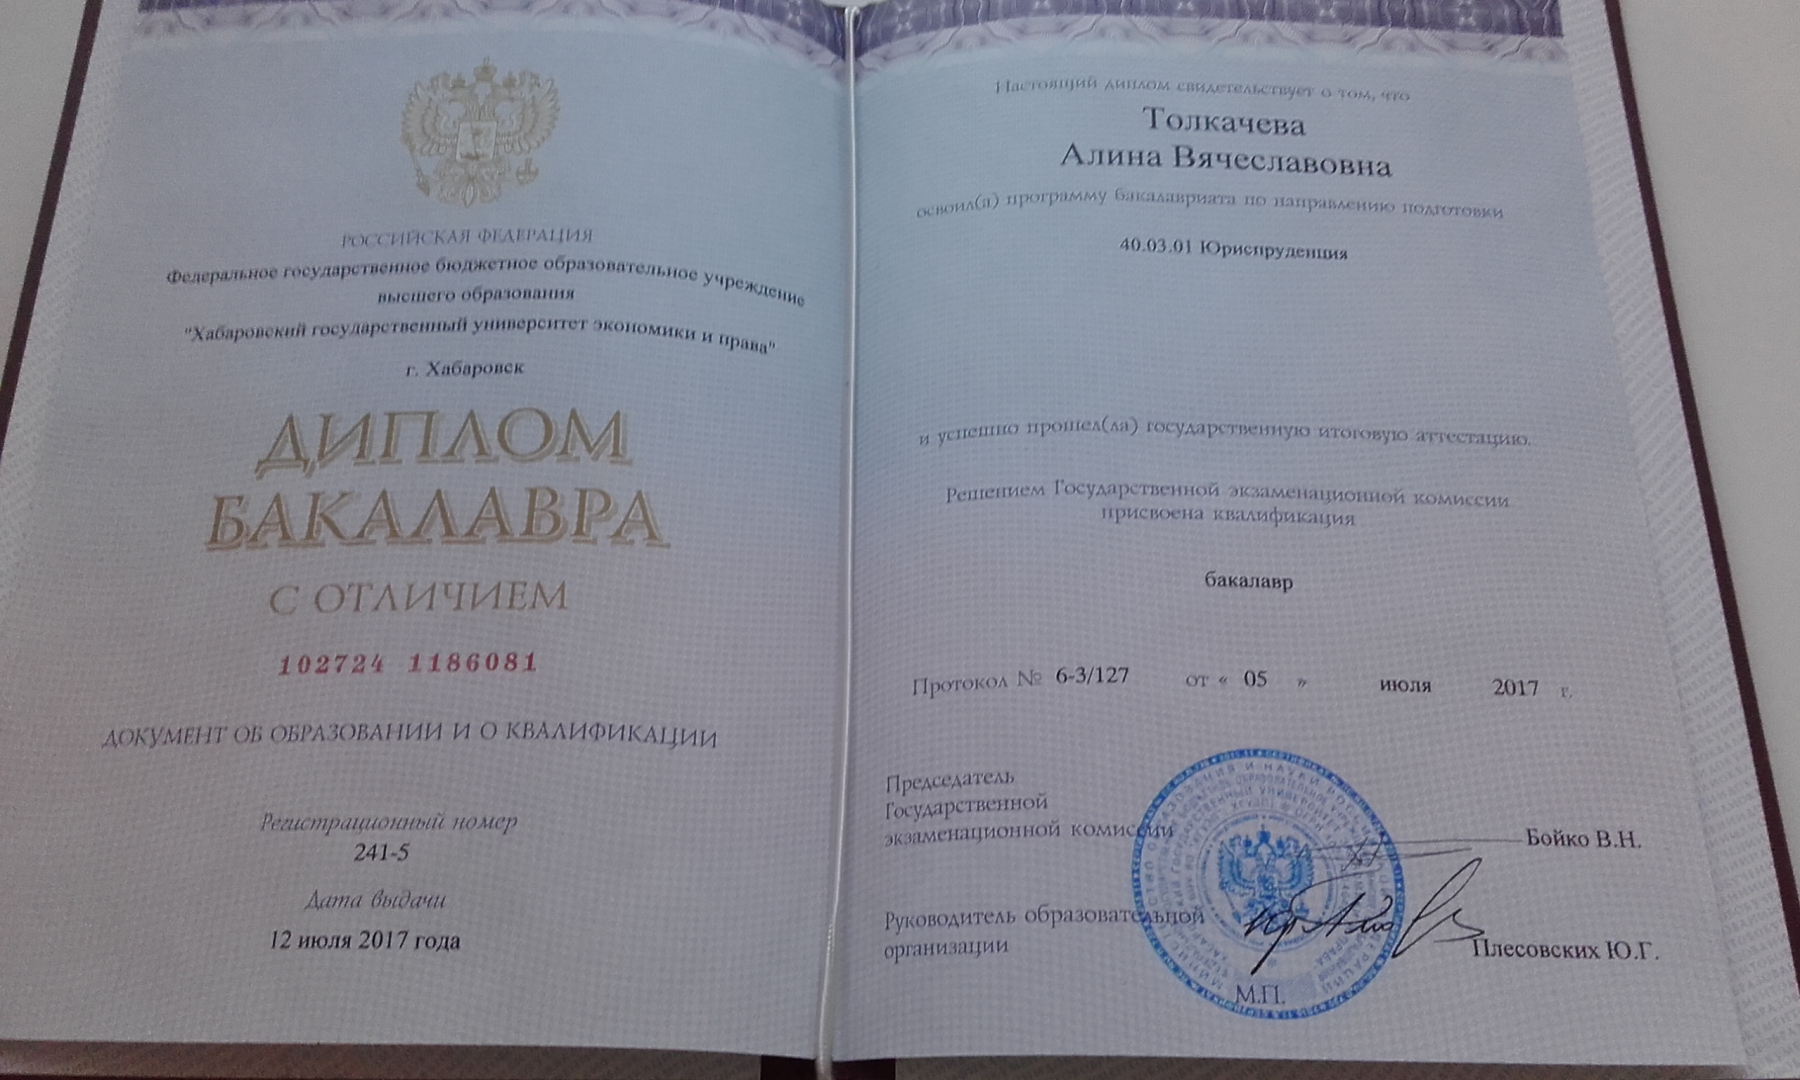 РОССИЙСКАЯ ФЕДЕРАЦИЯ
Федеральное государственное бюджетное образовательное учреждение
высшего образования
"Хабаровский государственный университет экономики и права"
г. Хабаровск
ДИПЛОМ
БАКАЛАВРА
С ОТЛИЧИЕМ
102724 1186081
ДОКУМЕНТ ОБ ОБРАЗОВАНИИ И О КВАЛИФИКАЦИИ
Регистрационный номер
241-5
Дата выдачи
12 июля 2017 года
Настоящий диплом свидетельствует о том, что
Толкачева
Алина Вячеславовна
освоил(а) программу бакалавриата по направлению подготовки
40.03.01 Юриспруденция
и успешно прошел(ла) государственную итоговую аттестацию.
Решением Государственной экзаменационной комиссии
присвоена квалификация
бакалавр
Протокол № 6-3/127 от « 05 » июля 2017 г.
Председатель
Государственной
экзаменационной комиссии
Бойко В.Н.
Руководитель образовательной
организации
Плесовских Ю.Г.
М.П.